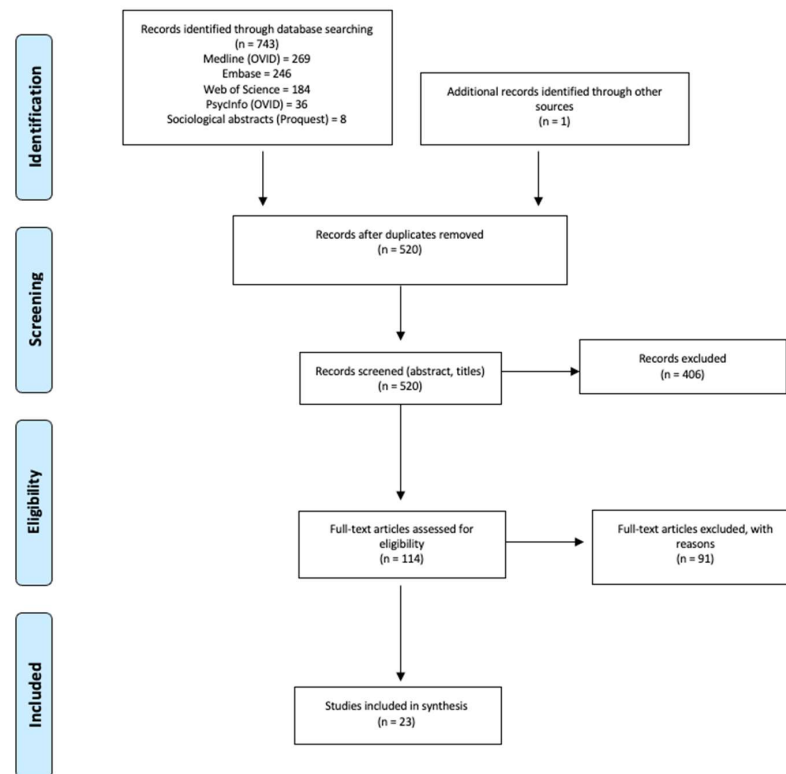 Identification
Records identified through database searching
(n = 743)
Medline (OVID) = 269
Embase = 246
Web of Science = 184
PsycInfo (OVID) = 36
Sociological abstracts (Proquest) = 8
Additional records identified through other
sources
(n = 1)
Screening
Records after duplicates removed
(n = 520)
Records screened (abstract, titles)
(n = 520)
Records excluded
(n = 406)
Eligibility
Full-text articles assessed for
eligibility
(n = 114)
Full-text articles excluded, with
reasons
(n = 91)
Included
Studies included in synthesis
(n = 23)